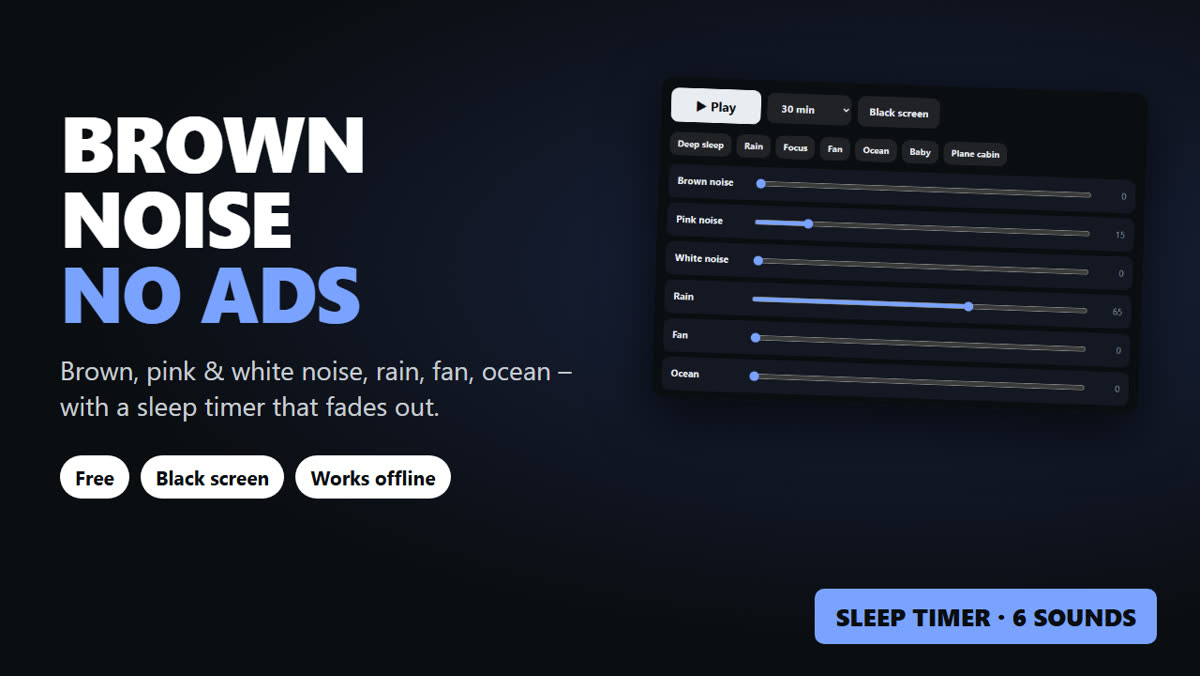 BROWN
NOISE
NO ADS
Brown, pink & white noise, rain, fan, ocean –
with a sleep timer that fades out.
Free Black screen Works offline
▶ Play 30 min Black screen
Deep sleep Rain Focus Fan Ocean Baby Plane cabin
Brown noise 0
Pink noise 15
White noise 0
Rain 65
Fan 0
Ocean 0
SLEEP TIMER · 6 SOUNDS